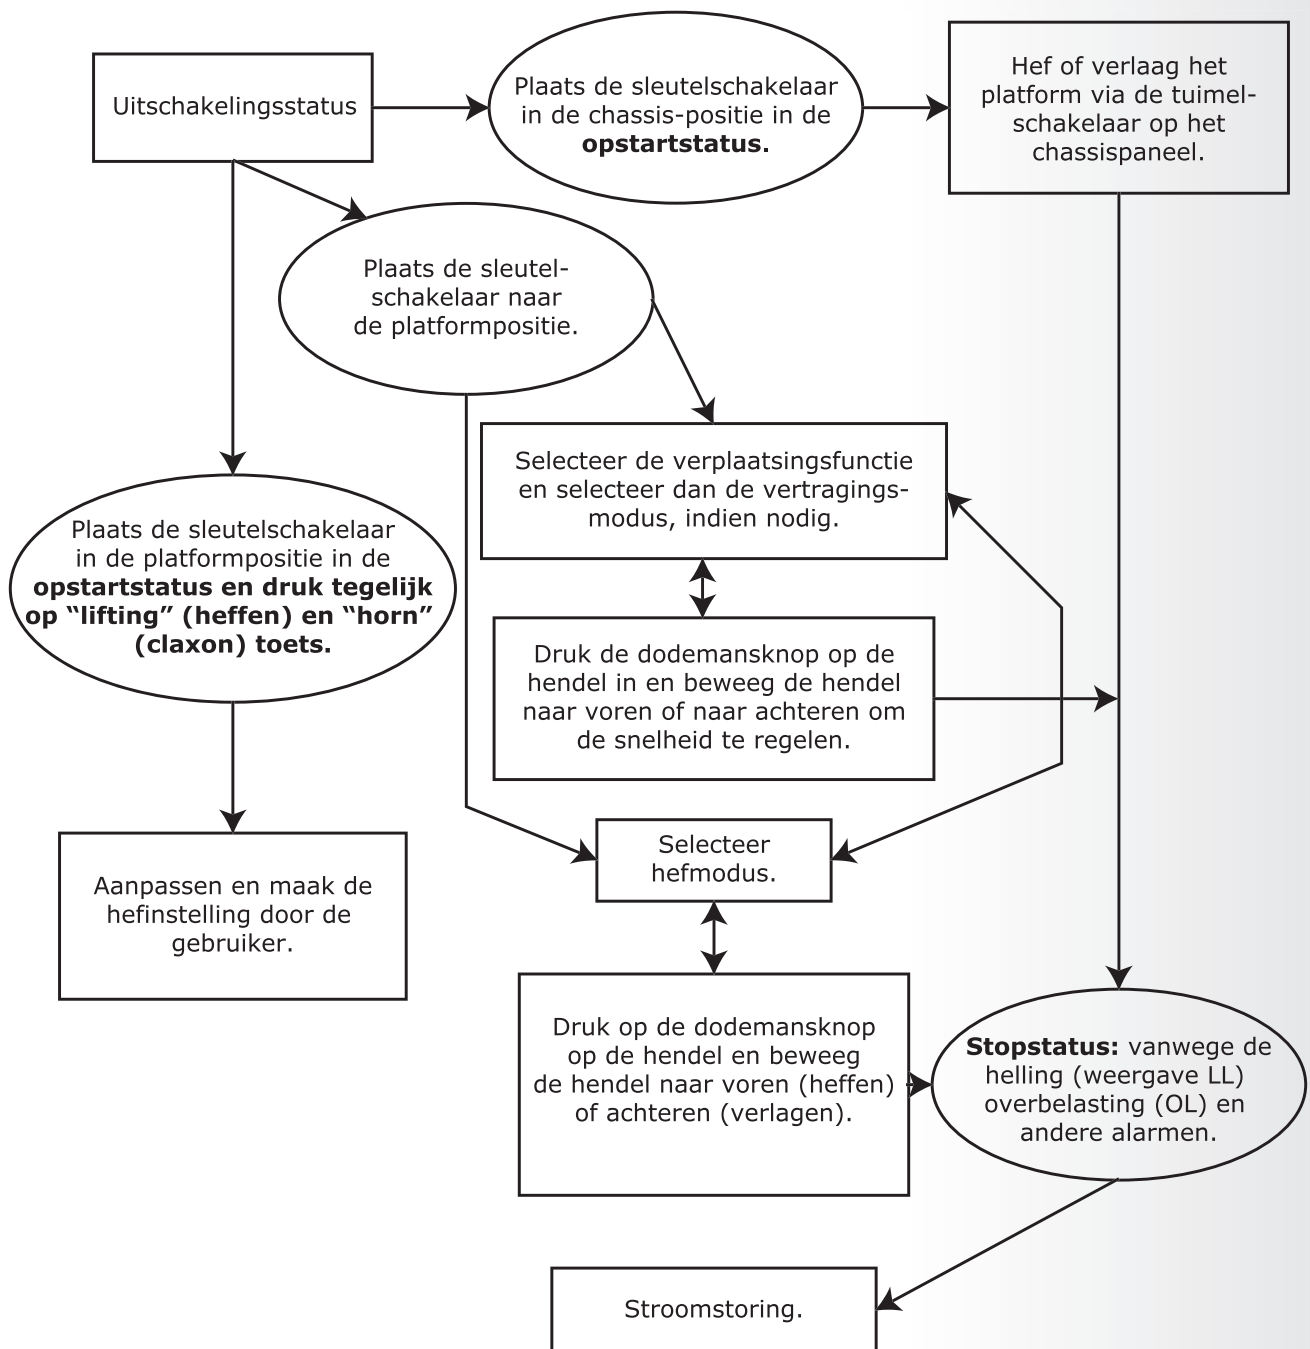 Uitschakelingsstatus
Plaats de sleutelschakelaar
in de chassis-positie in de
opstartstatus.
Hef of verlaag het
platform via de tuimel-
schakelaar op het
chassispaneel.
Plaats de sleutel-
schakelaar naar
de platformpositie.
Selecteer de verplaatsingsfunctie
en selecteer dan de vertragings-
modus, indien nodig.
Plaats de sleutelschakelaar
in de platformpositie in de
opstartstatus en druk tegelijk
op “lifting” (heffen) en “horn”
(claxon) toets.
Druk de dodemansknop op de
hendel in en beweeg de hendel
naar voren of naar achteren om
de snelheid te regelen.
Selecteer
hefmodus.
Aanpassen en maak de
hefinstelling door de
gebruiker.
Druk op de dodemansknop
op de hendel en beweeg
de hendel naar voren (heffen)
of achteren (verlagen).
Stopstatus: vanwege de
helling (weergave LL)
overbelasting (OL) en
andere alarmen.
Stroomstoring.